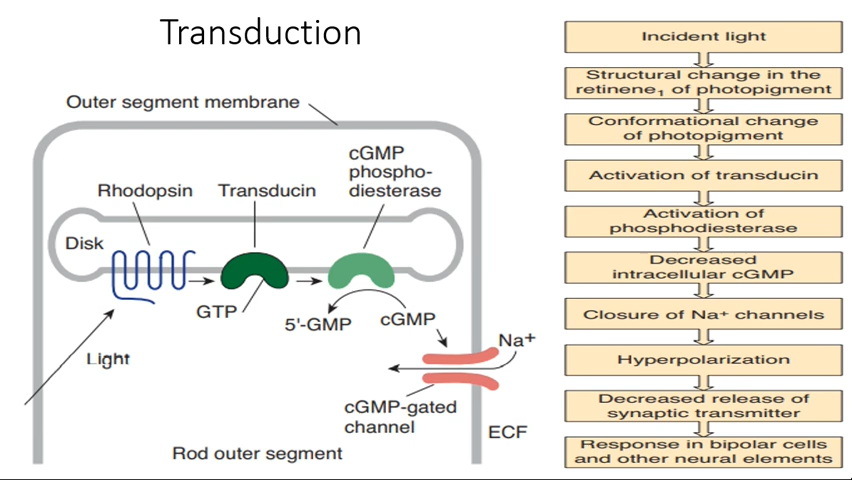 Transduction
Outer segment membrane
cGMP
phospho-
diesterase
Rhodopsin
Transducin
Disk
GTP
5'-GMP
cGMP
Na+
Light
cGMP-gated
channel
ECF
Rod outer segment
Incident light
Structural change in the
retinene₁ of photopigment
Conformational change
of photopigment
Activation of transducin
Activation of
phosphodiesterase
Decreased
intracellular cGMP
Closure of Na⁺ channels
Hyperpolarization
Decreased release of
synaptic transmitter
Response in bipolar cells
and other neural elements